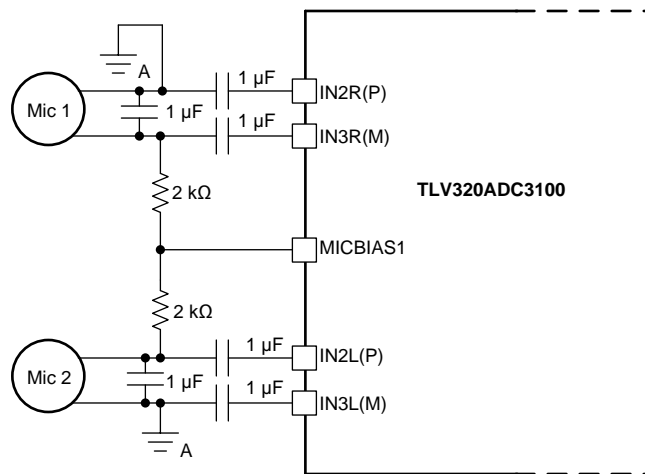 A
1 µF
IN2R(P)
Mic 1
1 µF
1 µF
IN3R(M)
2 kΩ
TLV320ADC3100
MICBIAS1
2 kΩ
1 µF
IN2L(P)
Mic 2
1 µF
1 µF
IN3L(M)
A